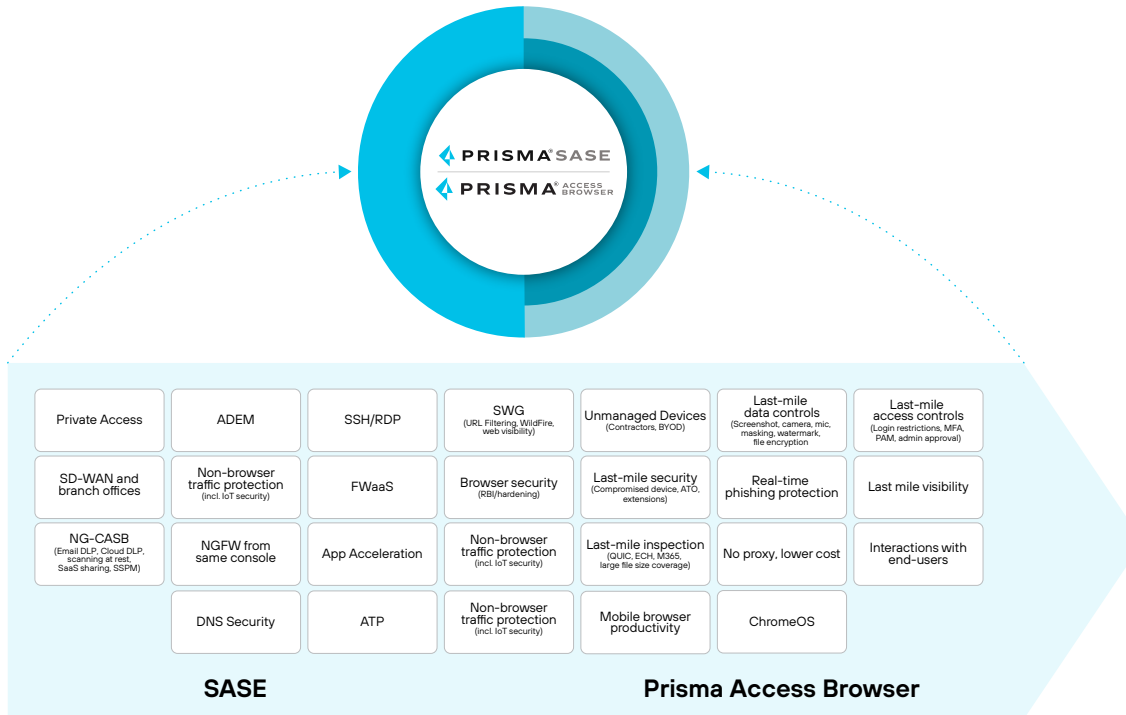 PRISMA® SASE
PRISMA® ACCESS
BROWSER
Private Access
ADEM
SSH/RDP
SWG
(URL Filtering, WildFire,
web visibility)
Unmanaged Devices
(Contractors, BYOD)
Last-mile
data controls
(Screenshot, camera, mic,
masking, watermark,
file encryption)
Last-mile
access controls
(Login restrictions, MFA,
PAM, admin approval)
SD-WAN and
branch offices
Non-browser
traffic protection
(incl. IoT security)
FWaaS
Browser security
(RBI/hardening)
Last-mile security
(Compromised device, ATO,
extensions)
Real-time
phishing protection
Last mile visibility
NG-CASB
(Email DLP, Cloud DLP,
scanning at rest,
SaaS sharing, SSPM)
NGFW from
same console
App Acceleration
Non-browser
traffic protection
(incl. IoT security)
Last-mile inspection
(QUIC, ECH, M365,
large file size coverage)
No proxy, lower cost
Interactions with
end-users
DNS Security
ATP
Non-browser
traffic protection
(incl. IoT security)
Mobile browser
productivity
ChromeOS
SASE
Prisma Access Browser